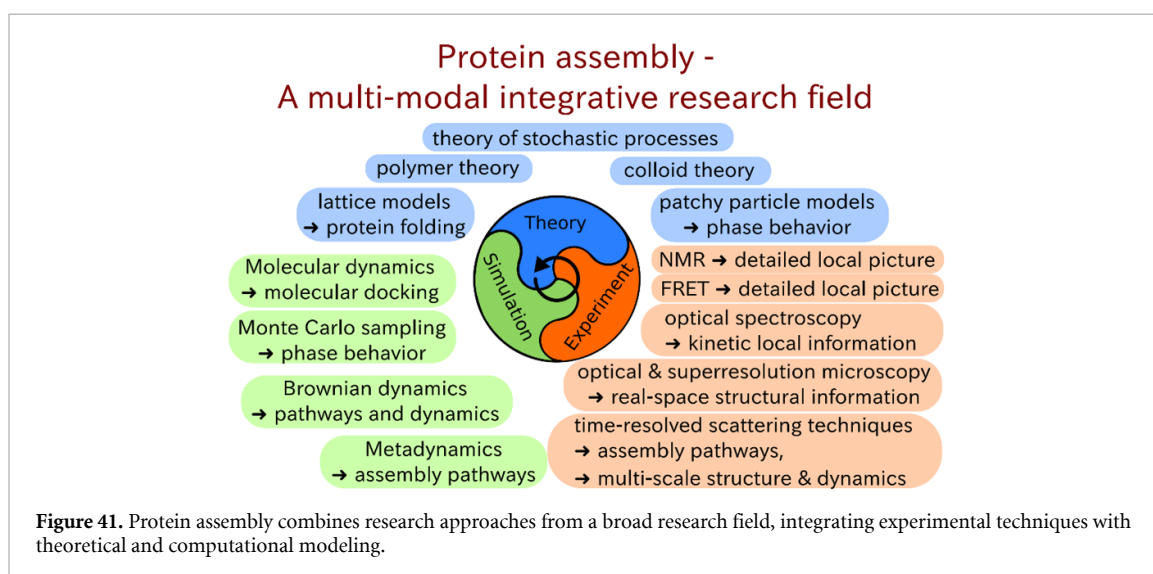 Protein assembly -
A multi-modal integrative research field
theory of stochastic processes
polymer theory
colloid theory
lattice models
➔ protein folding
patchy particle models
➔ phase behavior
Theory
Simulation
Experiment
Molecular dynamics
➔ molecular docking
Monte Carlo sampling
➔ phase behavior
Brownian dynamics
➔ pathways and dynamics
Metadynamics
➔ assembly pathways
NMR ➔ detailed local picture
FRET ➔ detailed local picture
optical spectroscopy
➔ kinetic local information
optical & superresolution microscopy
➔ real-space structural information
time-resolved scattering techniques
➔ assembly pathways,
➔ multi-scale structure & dynamics
Figure 41. Protein assembly combines research approaches from a broad research field, integrating experimental techniques with
theoretical and computational modeling.